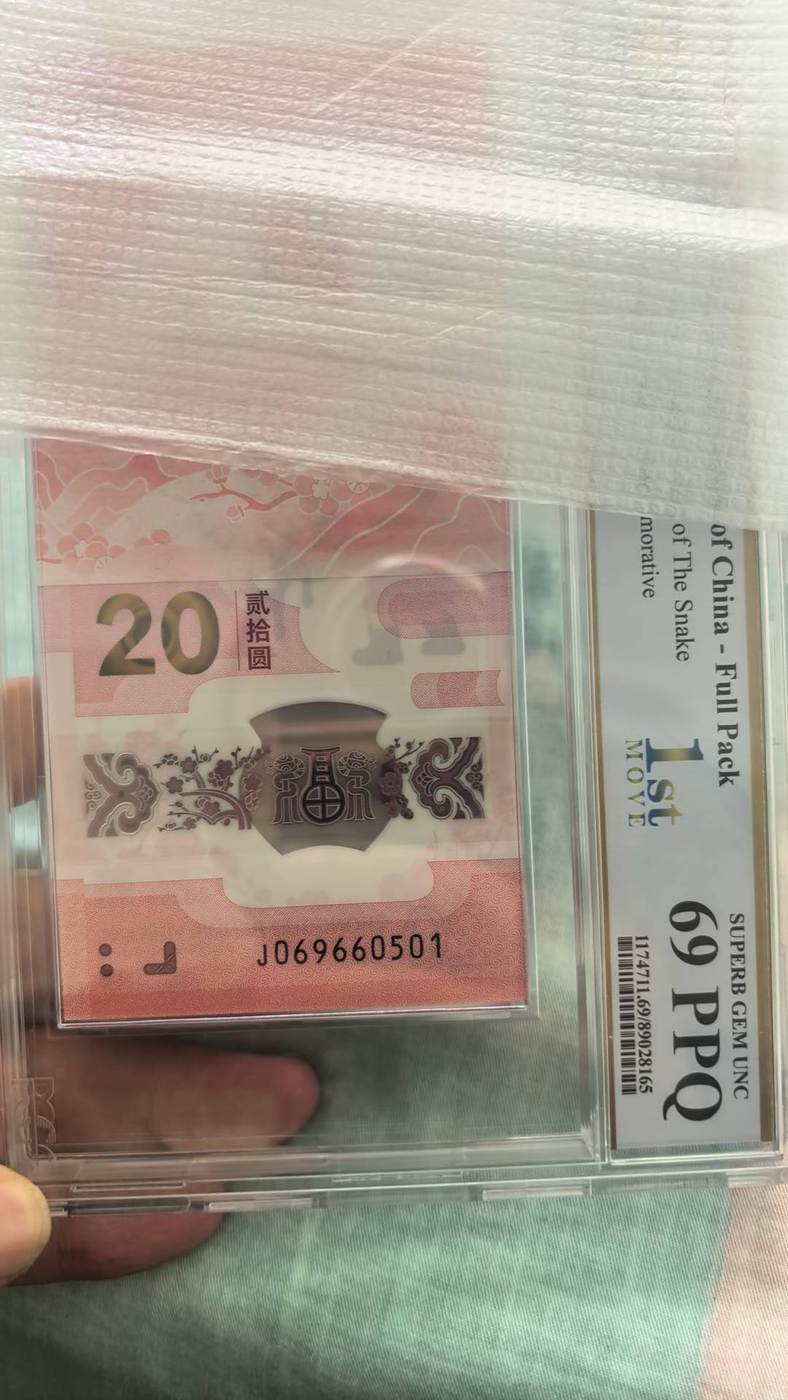 20
贰
拾
圆
J069660501
of China - Full Pack
of The Snake
morative
1st
MOVE
SUPERB GEM UNC
69 PPQ
1174711.69/89028165